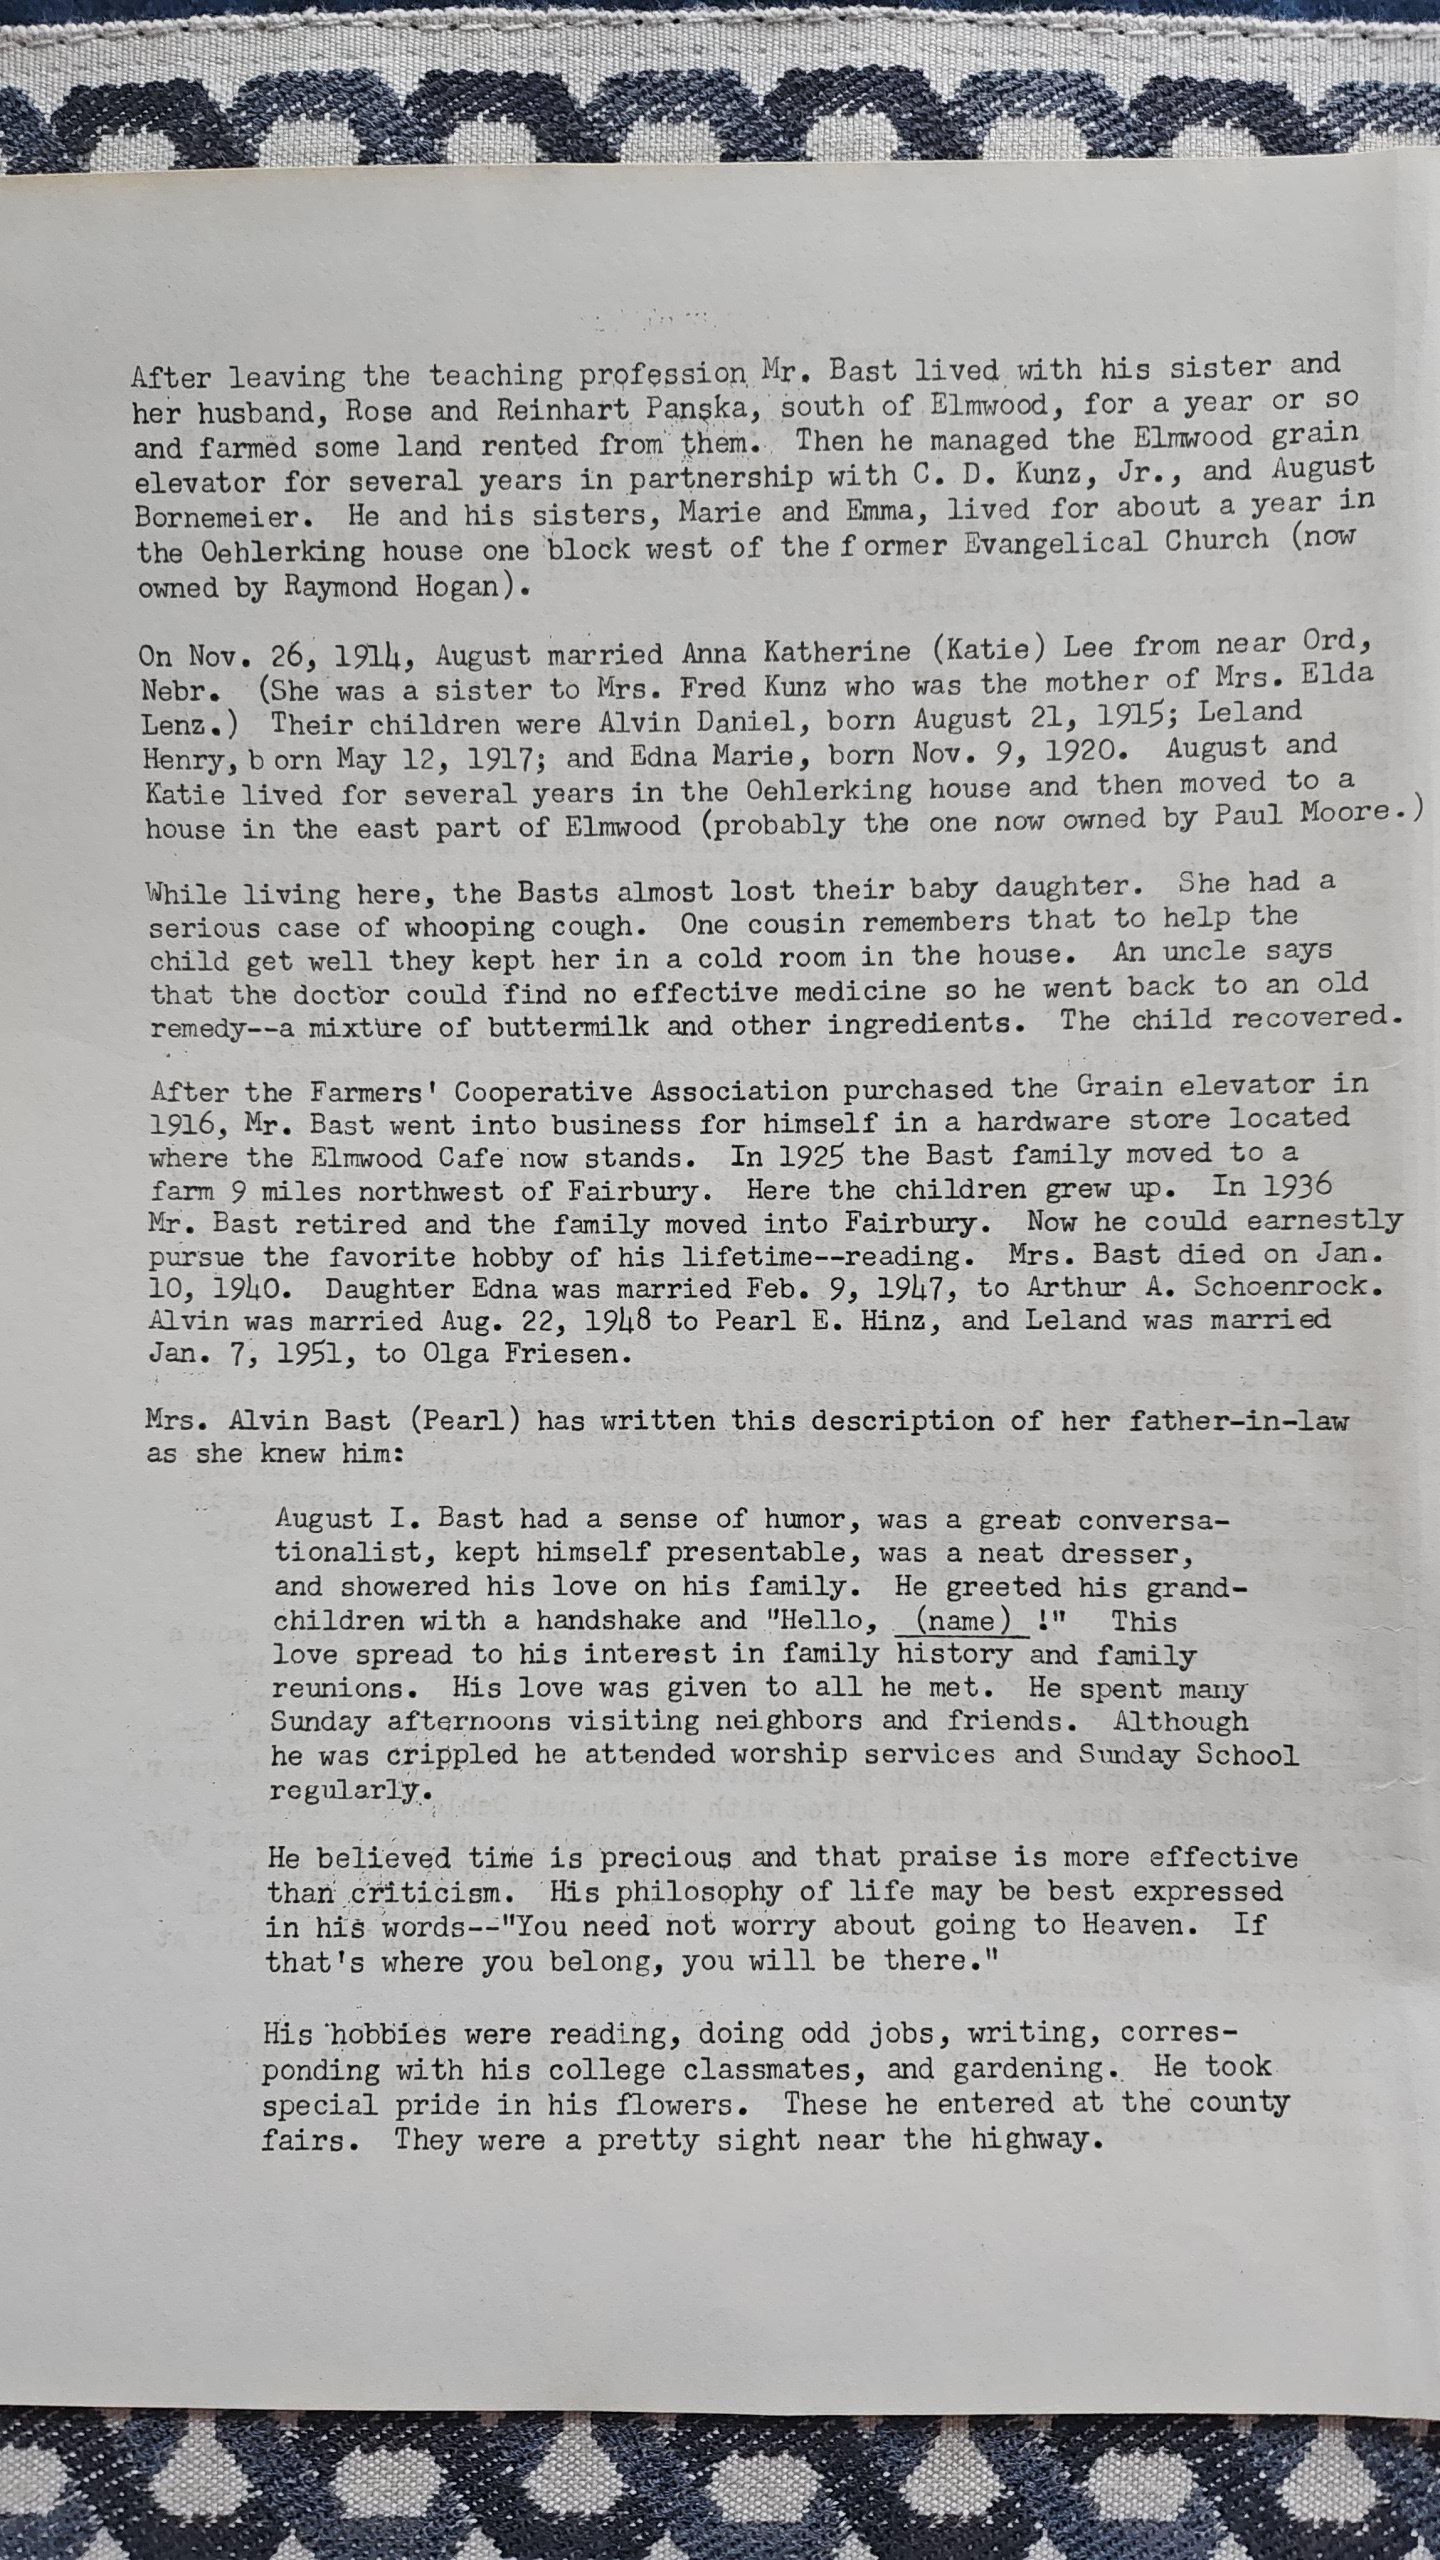 After leaving the teaching profession Mr. Bast lived with his sister and
her husband, Rose and Reinhart Panska, south of Elmwood, for a year or so
and farmed some land rented from them.  Then he managed the Elmwood grain
elevator for several years in partnership with C. D. Kunz, Jr., and August
Bornemeier.  He and his sisters, Marie and Emma, lived for about a year in
the Oehlerking house one block west of the former Evangelical Church (now
owned by Raymond Hogan).

On Nov. 26, 1914, August married Anna Katherine (Katie) Lee from near Ord,
Nebr.  (She was a sister to Mrs. Fred Kunz who was the mother of Mrs. Elda
Lenz.)  Their children were Alvin Daniel, born August 21, 1915; Leland
Henry, b orn May 12, 1917; and Edna Marie, born Nov. 9, 1920.  August and
Katie lived for several years in the Oehlerking house and then moved to a
house in the east part of Elmwood (probably the one now owned by Paul Moore.)

While living here, the Basts almost lost their baby daughter.  She had a
serious case of whooping cough.  One cousin remembers that to help the
child get well they kept her in a cold room in the house.  An uncle says
that the doctor could find no effective medicine so he went back to an old
remedy--a mixture of buttermilk and other ingredients.  The child recovered.

After the Farmers' Cooperative Association purchased the Grain elevator in
1916, Mr. Bast went into business for himself in a hardware store located
where the Elmwood Cafe now stands.  In 1925 the Bast family moved to a
farm 9 miles northwest of Fairbury.  Here the children grew up.  In 1936
Mr. Bast retired and the family moved into Fairbury.  Now he could earnestly
pursue the favorite hobby of his lifetime--reading.  Mrs. Bast died on Jan.
10, 1940.  Daughter Edna was married Feb. 9, 1947, to Arthur A. Schoenrock.
Alvin was married Aug. 22, 1948 to Pearl E. Hinz, and Leland was married
Jan. 7, 1951, to Olga Friesen.

Mrs. Alvin Bast (Pearl) has written this description of her father-in-law
as she knew him:

August I. Bast had a sense of humor, was a great conversa-
tionalist, kept himself presentable, was a neat dresser,
and showered his love on his family.  He greeted his grand-
children with a handshake and "Hello, (name) !"  This
love spread to his interest in family history and family
reunions.  His love was given to all he met.  He spent many
Sunday afternoons visiting neighbors and friends.  Although
he was crippled he attended worship services and Sunday School
regularly.

He believed time is precious and that praise is more effective
than criticism.  His philosophy of life may be best expressed
in his words--"You need not worry about going to Heaven.  If
that's where you belong, you will be there."

His hobbies were reading, doing odd jobs, writing, corres-
ponding with his college classmates, and gardening.  He took
special pride in his flowers.  These he entered at the county
fairs.  They were a pretty sight near the highway.